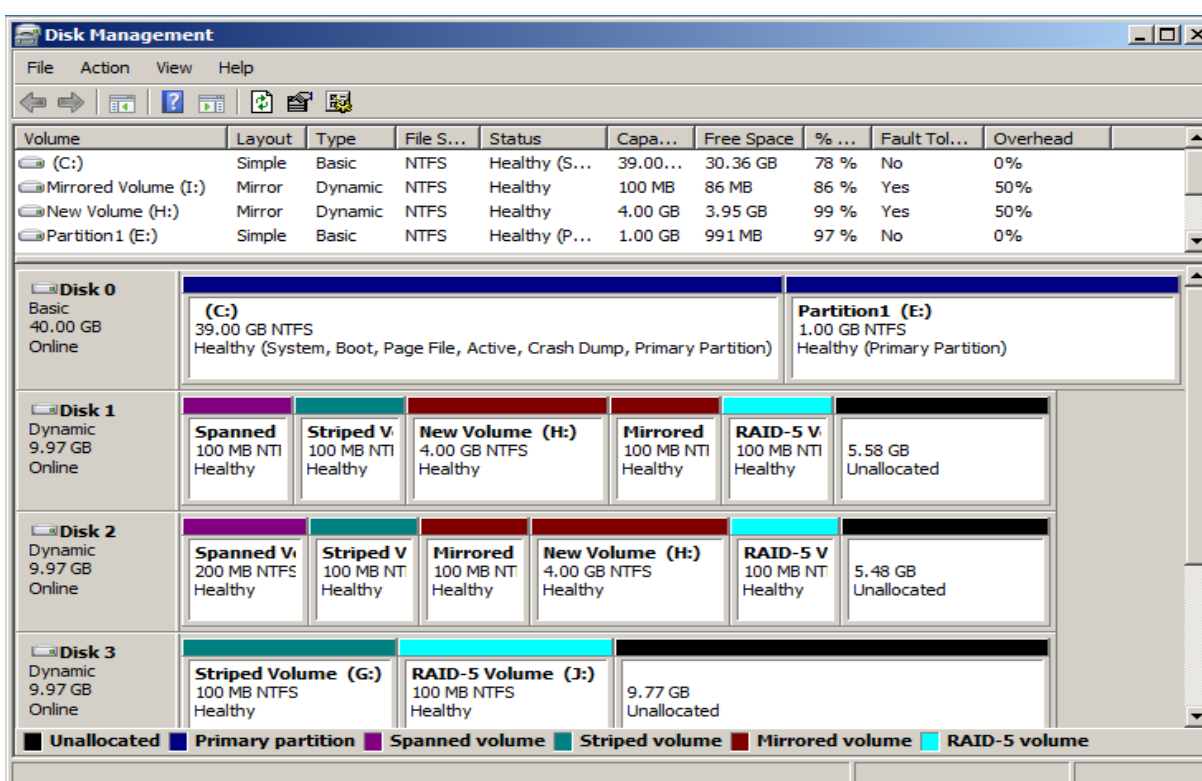 Disk Management
File Action View Help
Volume Layout Type File S... Status Capa... Free Space % ... Fault Tol... Overhead
(C:) Simple Basic NTFS Healthy (S... 39.00... 30.36 GB 78 % No 0%
Mirrored Volume (I:) Mirror Dynamic NTFS Healthy 100 MB 86 MB 86 % Yes 50%
New Volume (H:) Mirror Dynamic NTFS Healthy 4.00 GB 3.95 GB 99 % Yes 50%
Partition1 (E:) Simple Basic NTFS Healthy (P... 1.00 GB 991 MB 97 % No 0%
Disk 0
Basic
40.00 GB
Online
(C:)
39.00 GB NTFS
Healthy (System, Boot, Page File, Active, Crash Dump, Primary Partition)
Partition1 (E:)
1.00 GB NTFS
Healthy (Primary Partition)
Disk 1
Dynamic
9.97 GB
Online
Spanned
100 MB NTI
Healthy
Striped V
100 MB NTI
Healthy
New Volume (H:)
4.00 GB NTFS
Healthy
Mirrored
100 MB NTI
Healthy
RAID-5 V
100 MB NTI
Healthy
5.58 GB
Unallocated
Disk 2
Dynamic
9.97 GB
Online
Spanned V
200 MB NTFS
Healthy
Striped V
100 MB NT
Healthy
Mirrored
100 MB NT
Healthy
New Volume (H:)
4.00 GB NTFS
Healthy
RAID-5 V
100 MB NT
Healthy
5.48 GB
Unallocated
Disk 3
Dynamic
9.97 GB
Online
Striped Volume (G:)
100 MB NTFS
Healthy
RAID-5 Volume (J:)
100 MB NTFS
Healthy
9.77 GB
Unallocated
Unallocated Primary partition Spanned volume Striped volume Mirrored volume RAID-5 volume